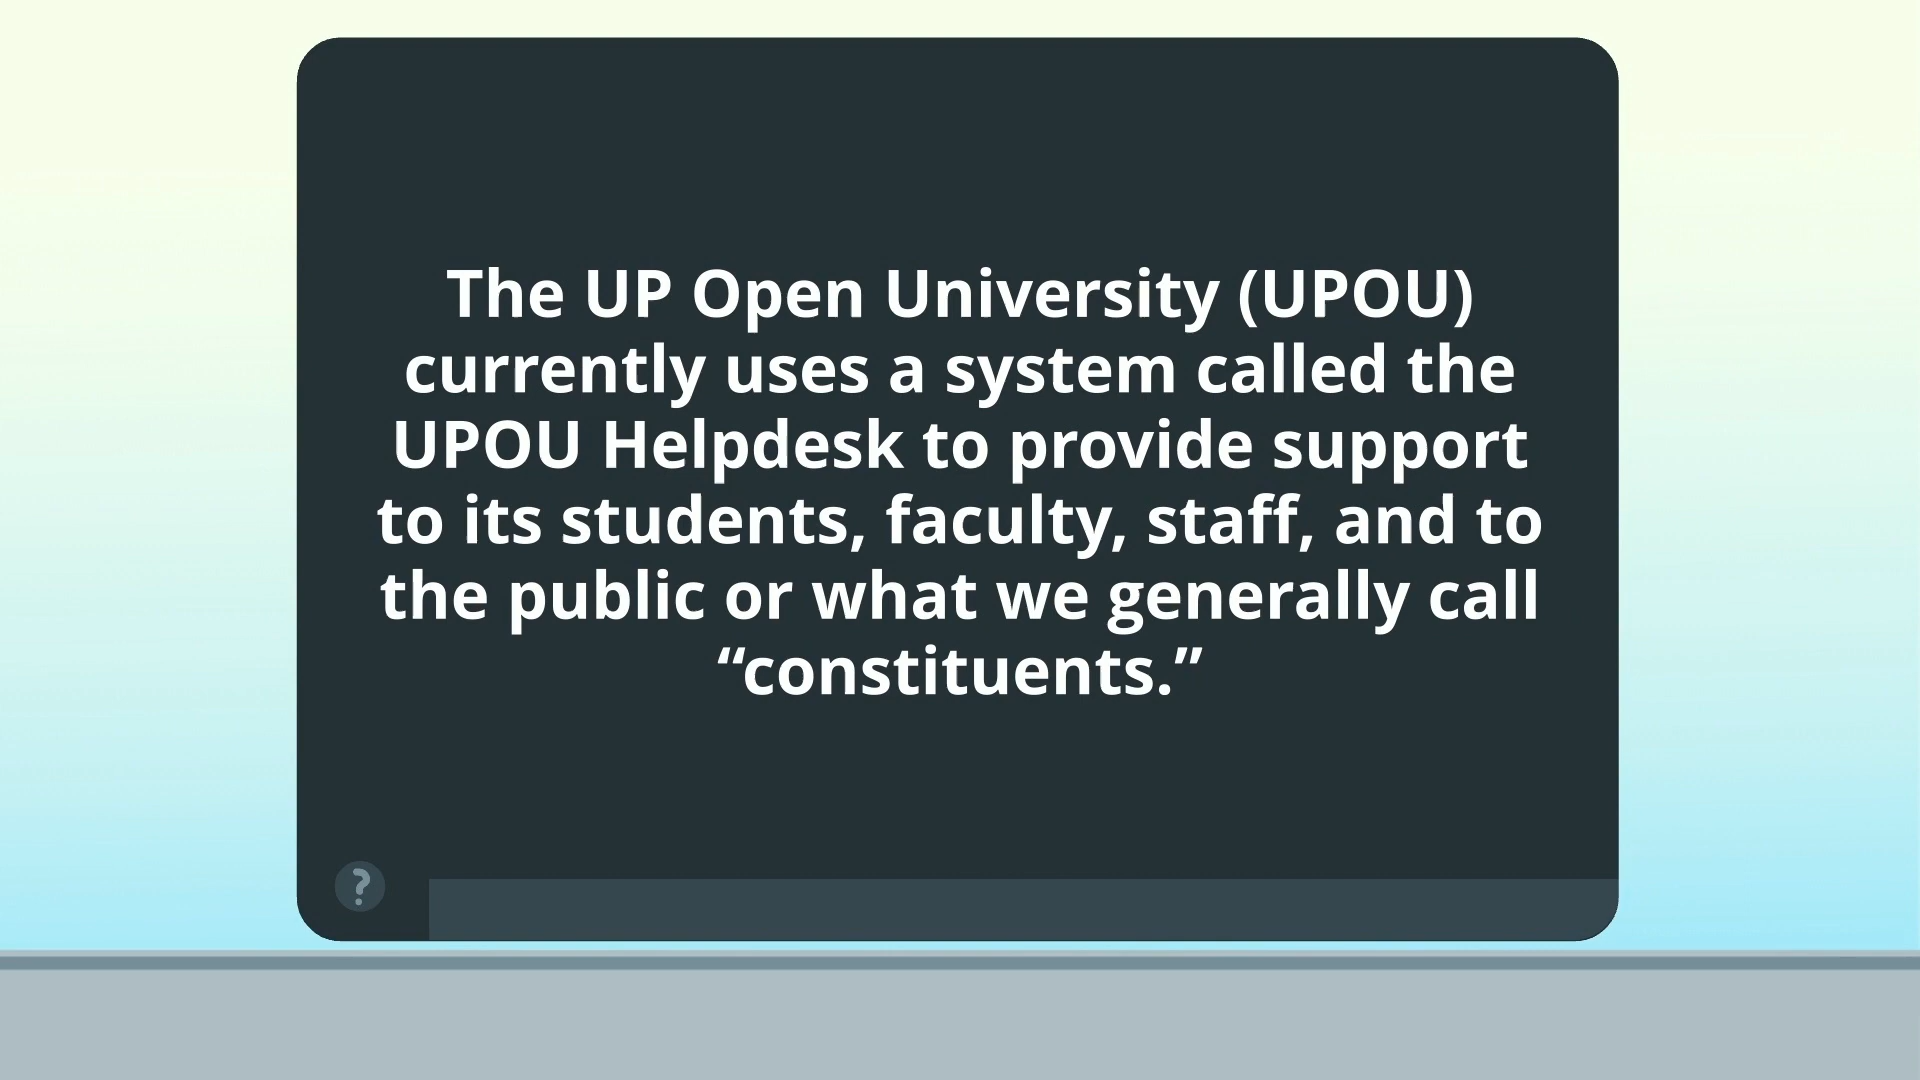 The UP Open University (UPOU)
currently uses a system called the
UPOU Helpdesk to provide support
to its students, faculty, staff, and to
the public or what we generally call
“constituents.”
?